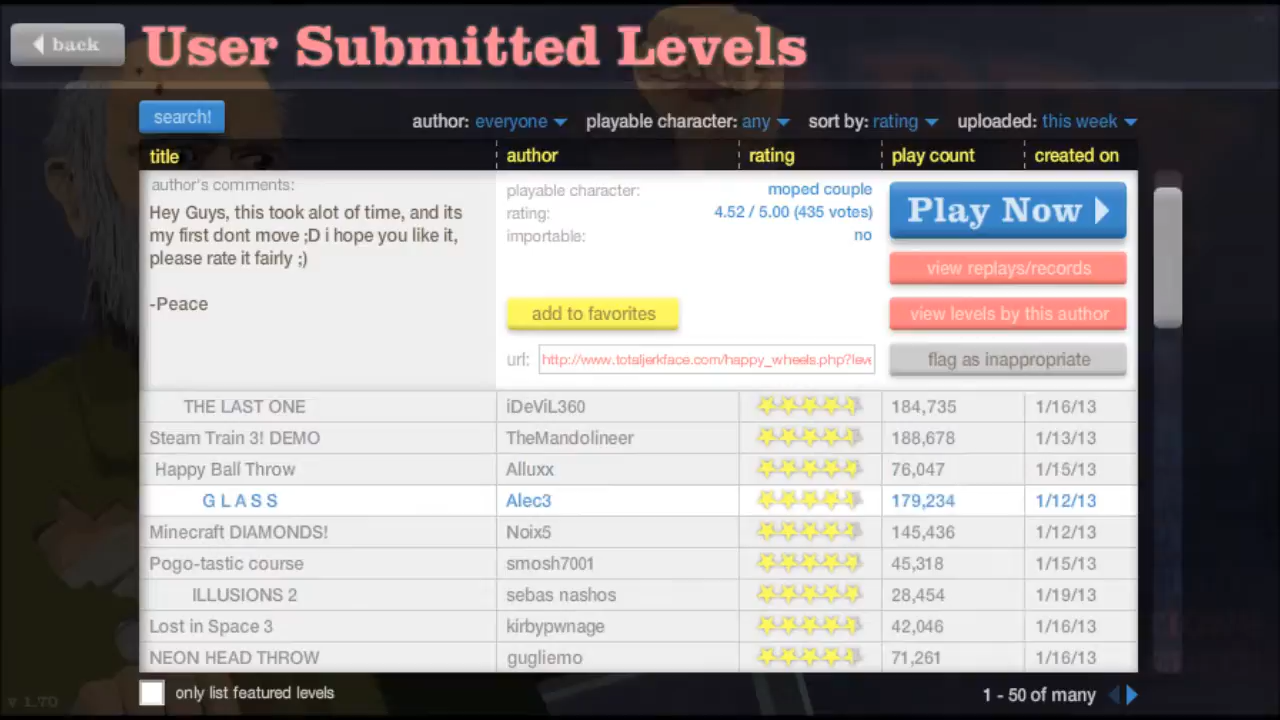 back
User Submitted Levels
search!
author: everyone playable character: any sort by: rating uploaded: this week
title author rating play count created on
author's comments:
Hey Guys, this took alot of time, and its
my first dont move ;D i hope you like it,
please rate it fairly ;)
-Peace
playable character: moped couple
rating: 4.52 / 5.00 (435 votes)
importable: no
add to favorites
url: http://www.totaljerkface.com/happy_wheels.php?leve
Play Now
view replays/records
view levels by this author
flag as inappropriate
THE LAST ONE iDeViL360 184,735 1/16/13
Steam Train 3! DEMO TheMandolineer 188,678 1/13/13
Happy Ball Throw Alluxx 76,047 1/15/13
G L A S S Alec3 179,234 1/12/13
Minecraft DIAMONDS! Noix5 145,436 1/12/13
Pogo-tastic course smosh7001 45,318 1/15/13
ILLUSIONS 2 sebas nashos 28,454 1/19/13
Lost in Space 3 kirbypwnage 42,046 1/16/13
NEON HEAD THROW gugliemo 71,261 1/16/13
only list featured levels
1 - 50 of many
v 1.70